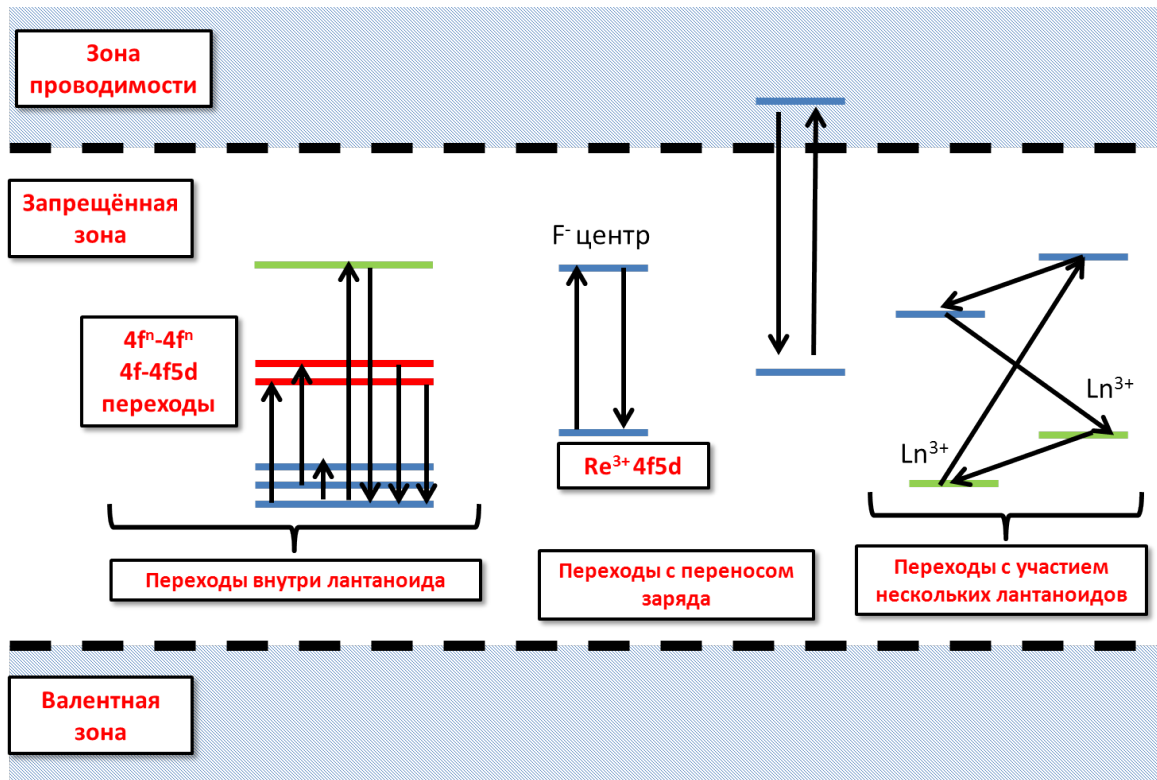 Зона
проводимости
Запрещённая
зона
F⁻ центр
4fⁿ-4fⁿ
4f-4f5d
переходы
Ln³⁺
Ln³⁺
Re³⁺ 4f5d
Переходы внутри лантаноида
Переходы с переносом
заряда
Переходы с участием
нескольких лантаноидов
Валентная
зона